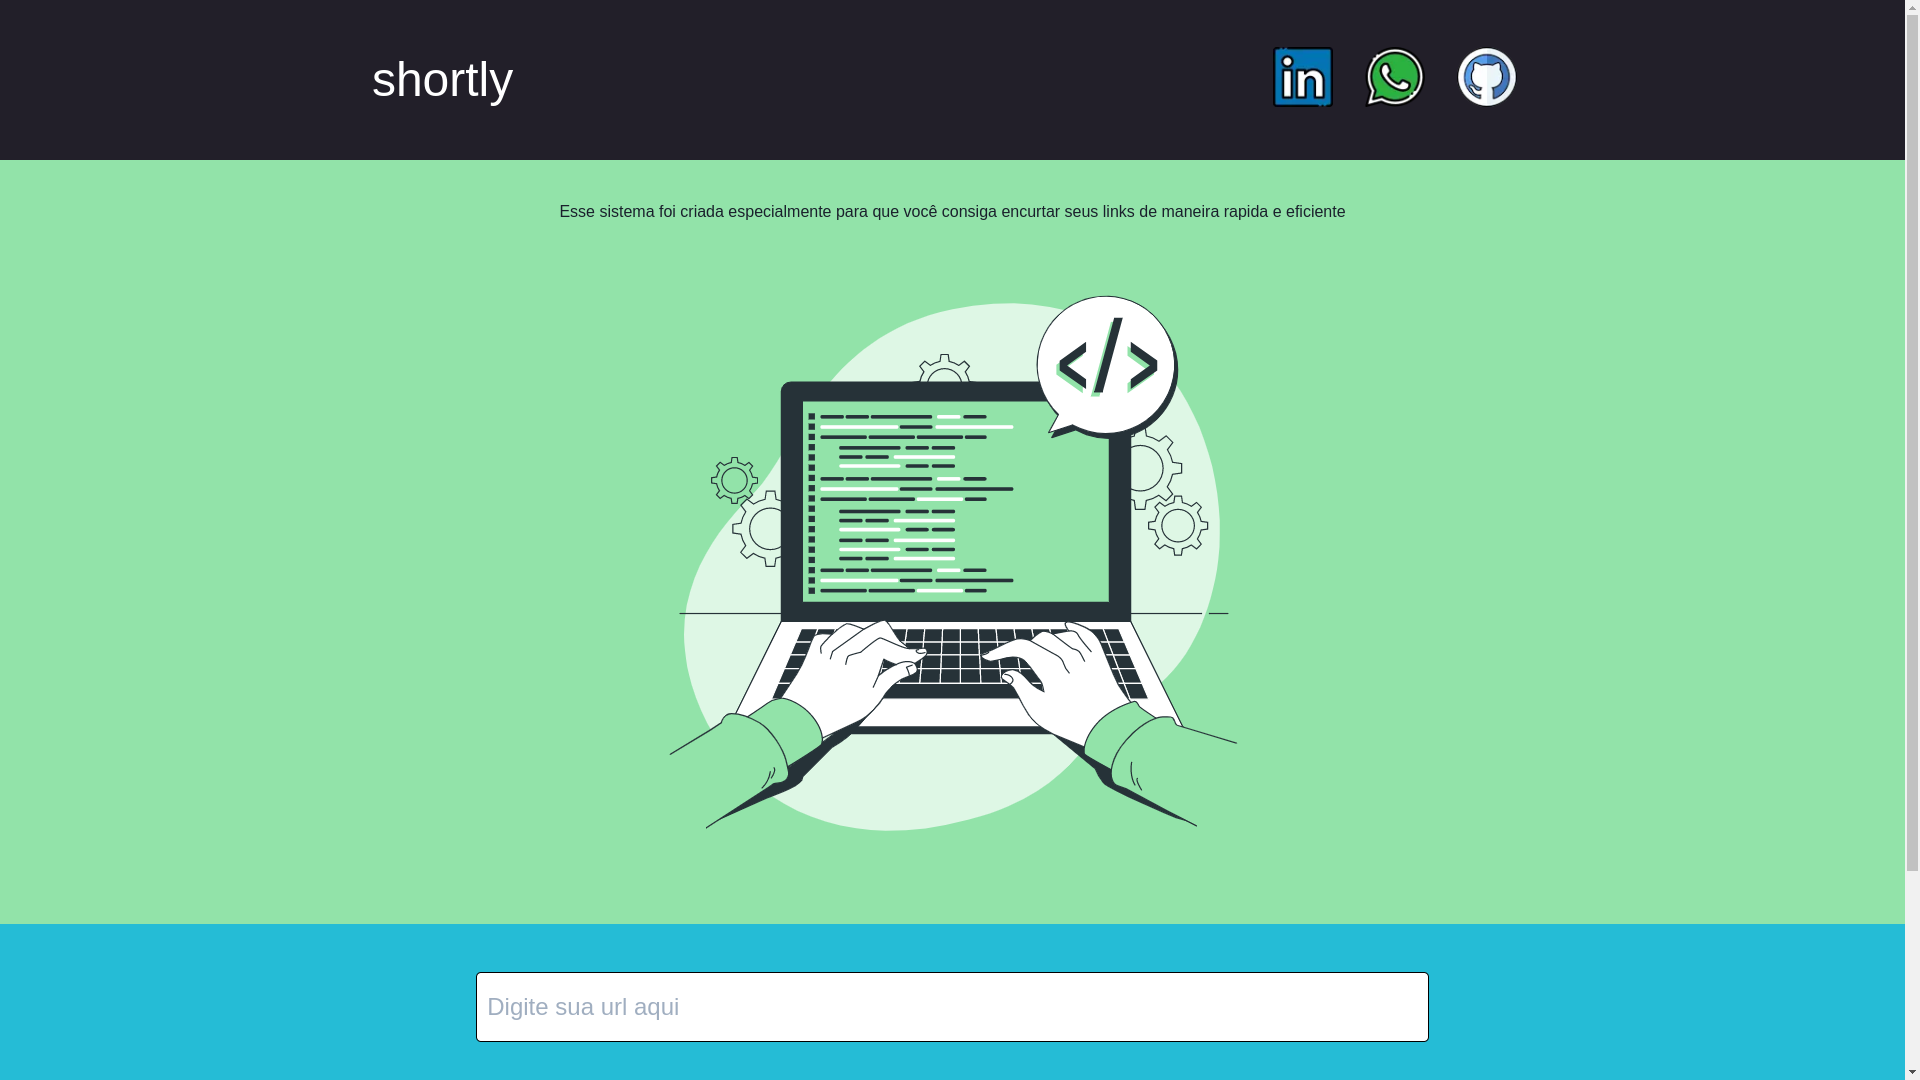 shortly
in
Esse sistema foi criada especialmente para que você consiga encurtar seus links de maneira rapida e eficiente
</>
Digite sua url aqui